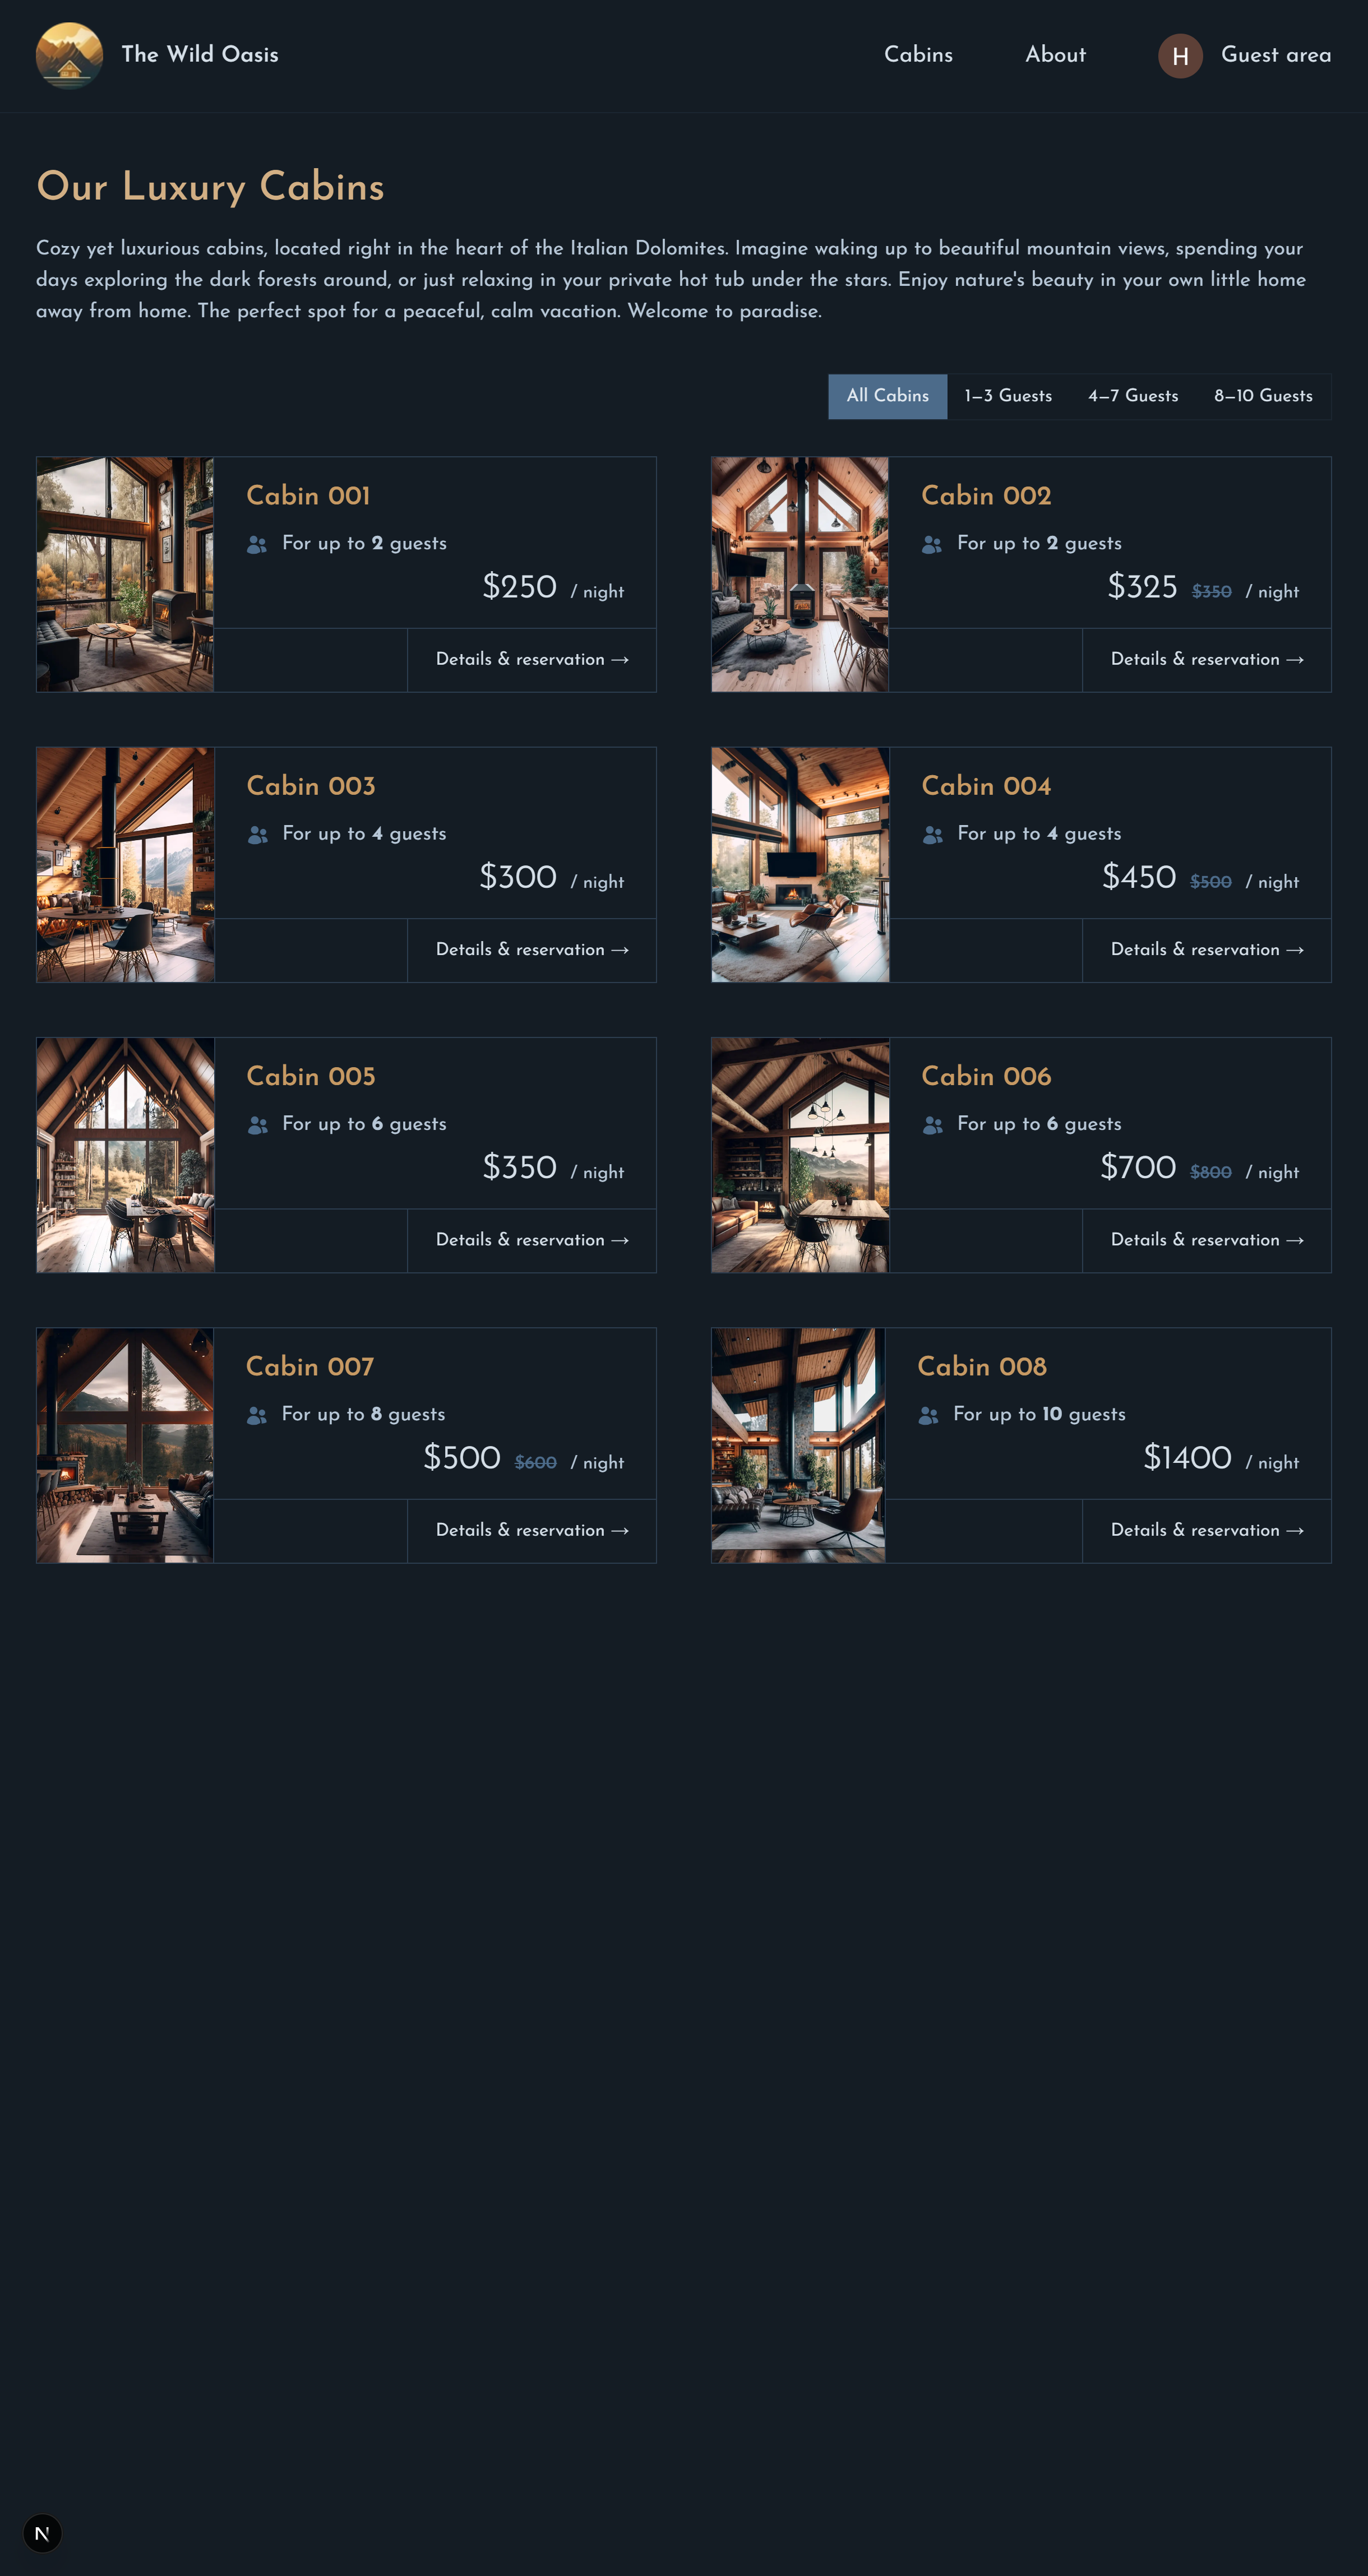 The Wild Oasis
Cabins
About
H
Guest area
Our Luxury Cabins
Cozy yet luxurious cabins, located right in the heart of the Italian Dolomites. Imagine waking up to beautiful mountain views, spending your
days exploring the dark forests around, or just relaxing in your private hot tub under the stars. Enjoy nature's beauty in your own little home
away from home. The perfect spot for a peaceful, calm vacation. Welcome to paradise.
All Cabins
1—3 Guests
4—7 Guests
8—10 Guests
Cabin 001
For up to 2 guests
$250 / night
Details & reservation →
Cabin 002
For up to 2 guests
$325 $350 / night
Details & reservation →
Cabin 003
For up to 4 guests
$300 / night
Details & reservation →
Cabin 004
For up to 4 guests
$450 $500 / night
Details & reservation →
Cabin 005
For up to 6 guests
$350 / night
Details & reservation →
Cabin 006
For up to 6 guests
$700 $800 / night
Details & reservation →
Cabin 007
For up to 8 guests
$500 $600 / night
Details & reservation →
Cabin 008
For up to 10 guests
$1400 / night
Details & reservation →
N